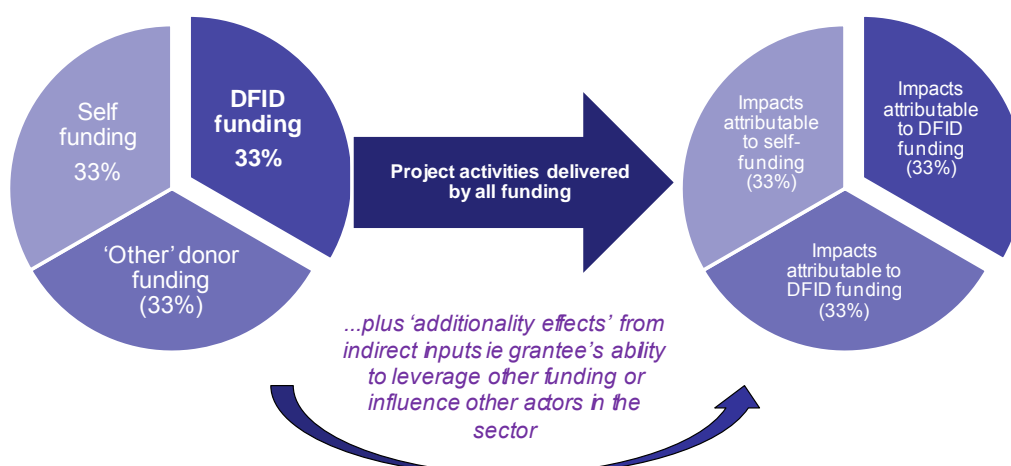 Self
funding
33%
DFID
funding
33%
'Other' donor
funding
(33%)
Project activities delivered
by all funding
Impacts
attributable
to self-
funding
(33%)
Impacts
attributable
to DFID
funding
(33%)
Impacts
attributable to
DFID funding
(33%)
...plus 'additionality effects' from
indirect inputs ie grantee's ability
to leverage other funding or
influence other actors in the
sector